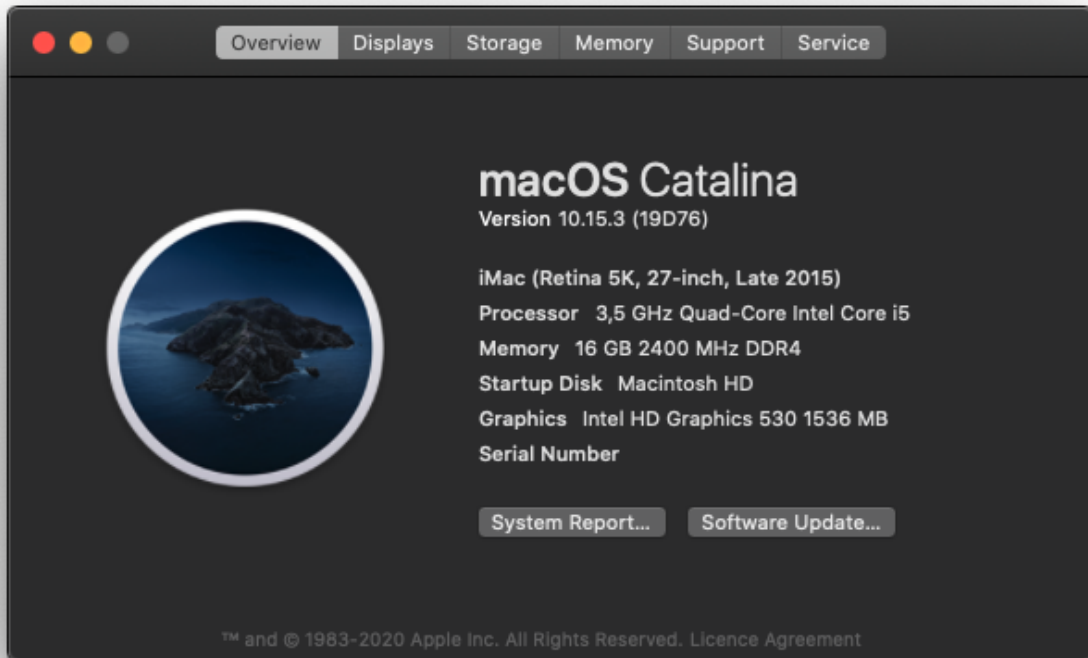 Overview Displays Storage Memory Support Service
macOS Catalina
Version 10.15.3 (19D76)
iMac (Retina 5K, 27-inch, Late 2015)
Processor 3,5 GHz Quad-Core Intel Core i5
Memory 16 GB 2400 MHz DDR4
Startup Disk Macintosh HD
Graphics Intel HD Graphics 530 1536 MB
Serial Number
System Report... Software Update...
™ and © 1983-2020 Apple Inc. All Rights Reserved. Licence Agreement